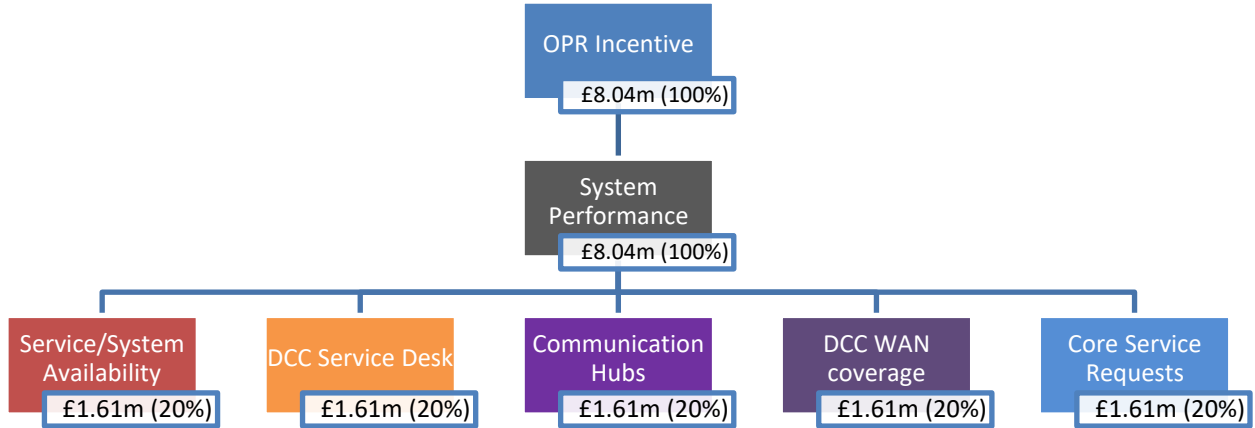 OPR Incentive
£8.04m (100%)
System
Performance
£8.04m (100%)
Service/System
Availability
£1.61m (20%)
DCC Service Desk
£1.61m (20%)
Communication
Hubs
£1.61m (20%)
DCC WAN
coverage
£1.61m (20%)
Core Service
Requests
£1.61m (20%)